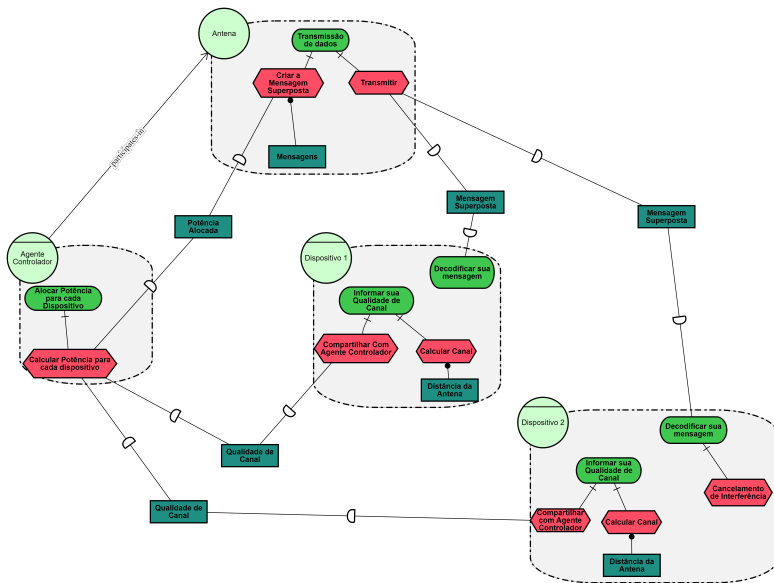 Antena
Transmissão
de dados
Criar a
Mensagem
Superposta
Transmitir
participates-in
Mensagens
Mensagem
Superposta
Mensagem
Superposta
Potência
Alocada
Agente
Controlador
Dispositivo 1
Decodificar sua
mensagem
Alocar Potência
para cada
Dispositivo
Informar sua
Qualidade de
Canal
Calcular Potência para
cada dispositivo
Compartilhar Com
Agente Controlador
Calcular Canal
Distância da
Antena
Dispositivo 2
Decodificar sua
mensagem
Qualidade de
Canal
Informar sua
Qualidade de
Canal
Cancelamento
de Interferência
Qualidade de
Canal
Compartilhar
com Agente
Controlador
Calcular Canal
Distância da
Antena